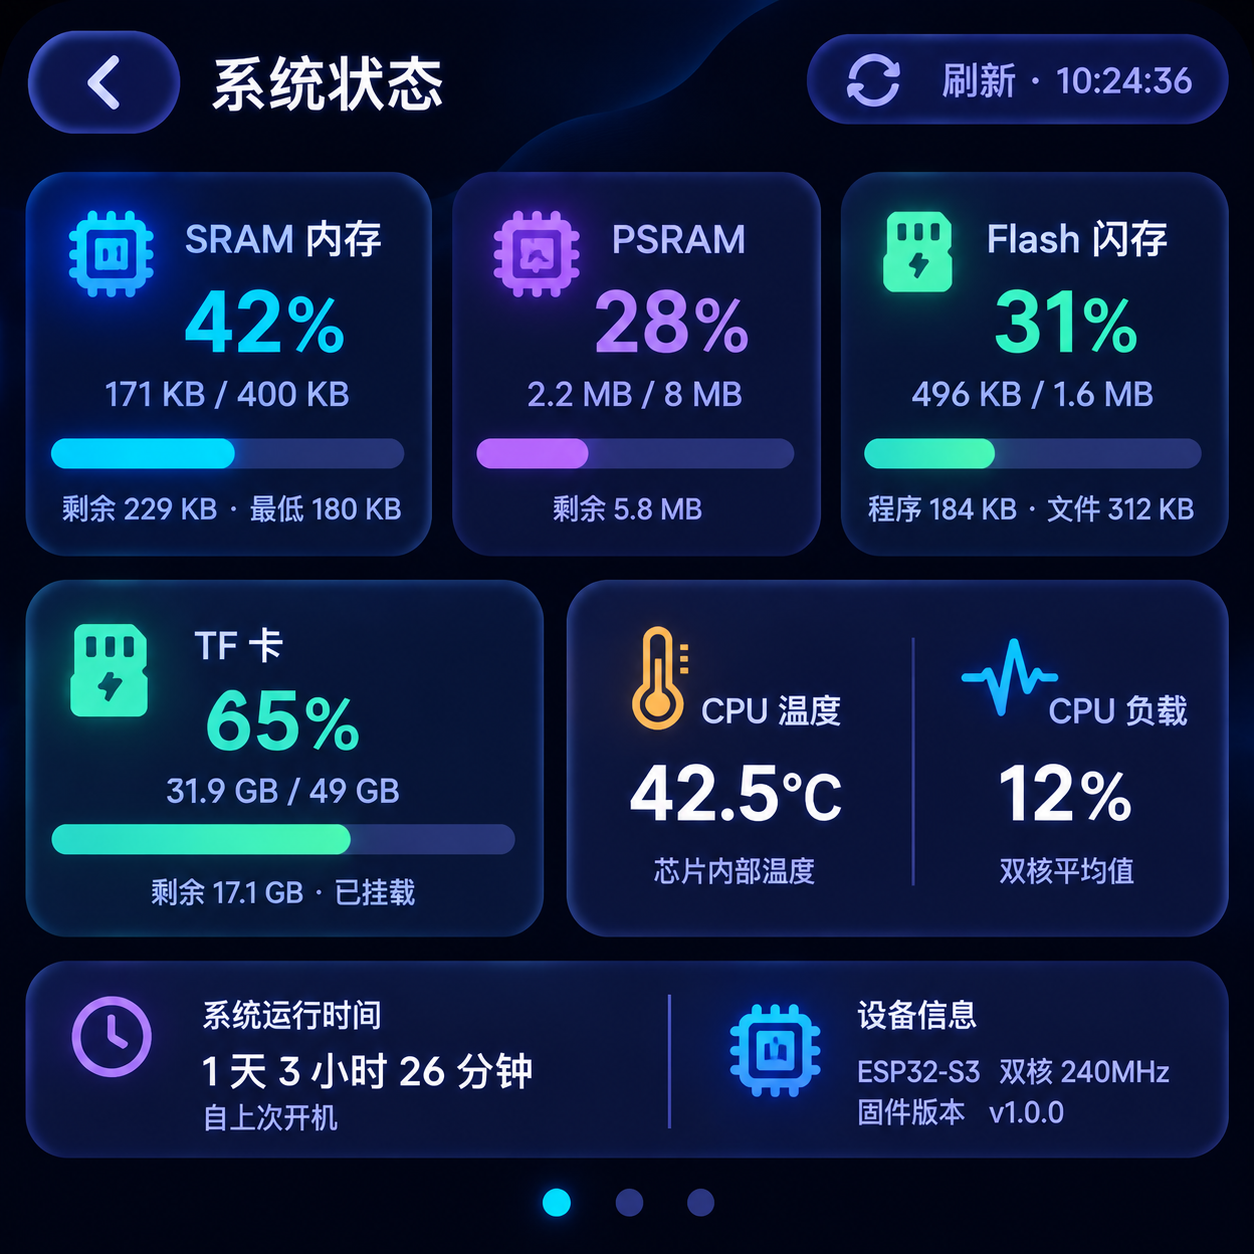 系统状态
刷新 · 10:24:36
SRAM 内存
42%
171 KB / 400 KB
剩余 229 KB · 最低 180 KB
PSRAM
28%
2.2 MB / 8 MB
剩余 5.8 MB
Flash 闪存
31%
496 KB / 1.6 MB
程序 184 KB · 文件 312 KB
TF 卡
65%
31.9 GB / 49 GB
剩余 17.1 GB · 已挂载
CPU 温度
42.5°C
芯片内部温度
CPU 负载
12%
双核平均值
系统运行时间
1 天 3 小时 26 分钟
自上次开机
设备信息
ESP32-S3 双核 240MHz
固件版本 v1.0.0